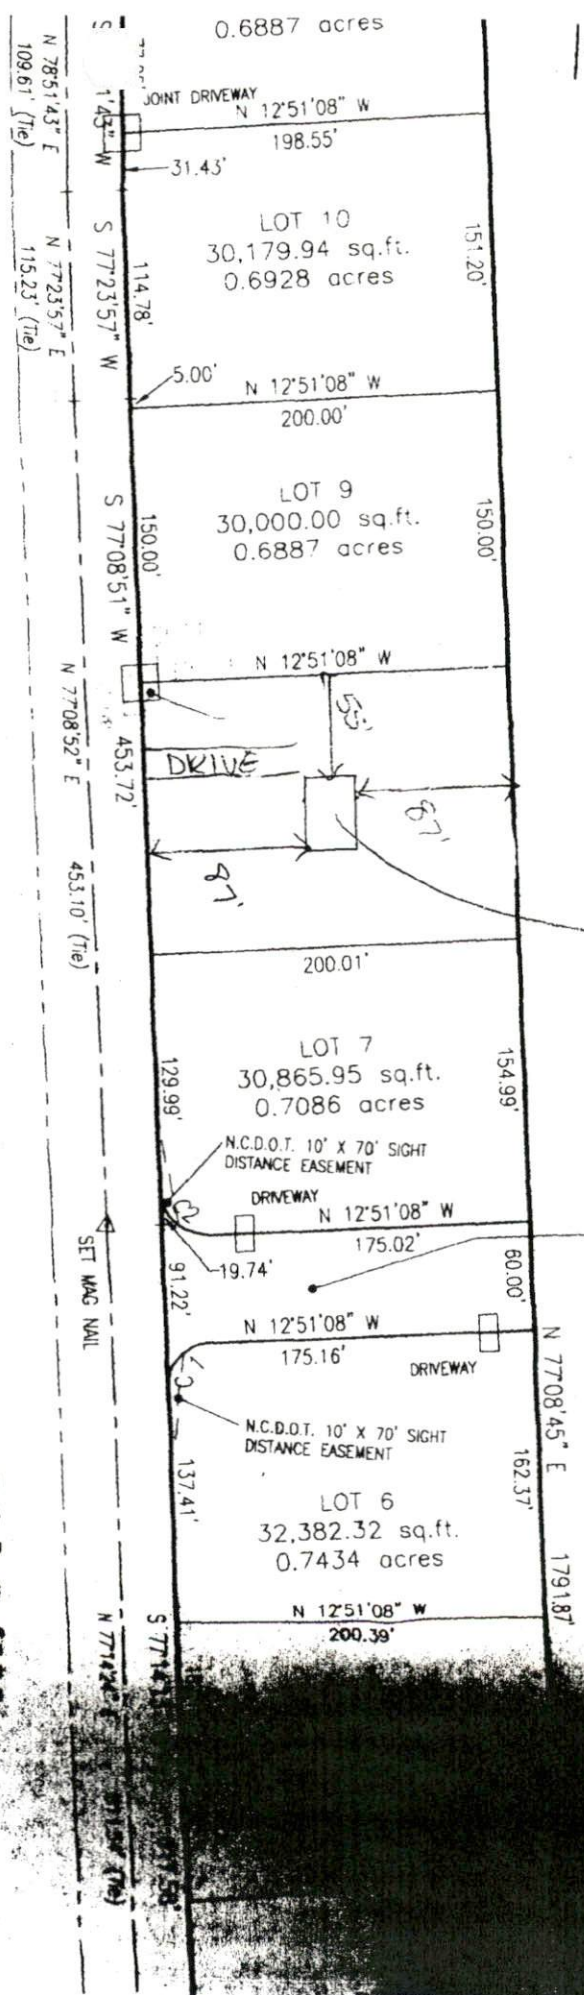 0.6887 acres
JOINT DRIVEWAY
N 12°51'08" W
198.55'
31.43'
N 78°51'43" E
109.61' (Tie)
LOT 10
30,179.94 sq.ft.
0.6928 acres
151.20'
114.78'
S 77°23'57" W
N 77°23'57" E
115.23' (Tie)
5.00'
N 12°51'08" W
200.00'
LOT 9
30,000.00 sq.ft.
0.6887 acres
150.00'
150.00'
S 77°08'51" W
N 12°51'08" W
453.72'
N 77°08'52" E
453.10' (Tie)
DRIVE
55'
87'
87'
200.01'
LOT 7
30,865.95 sq.ft.
0.7086 acres
154.99'
129.99'
N.C.D.O.T. 10' X 70' SIGHT
DISTANCE EASEMENT
DRIVEWAY
N 12°51'08" W
175.02'
19.74'
91.22'
60.00'
SET MAG NAIL
N 12°51'08" W
175.16'
DRIVEWAY
N 77°08'45" E
1791.87'
N.C.D.O.T. 10' X 70' SIGHT
DISTANCE EASEMENT
137.41'
162.37'
LOT 6
32,382.32 sq.ft.
0.7434 acres
N 12°51'08" W
200.39'